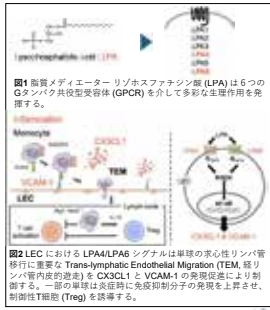 LPA1
LPA2
LPA3
LPA4
LPA5
LPA6
図1 脂質メディエーター リゾホスファチジン酸 (LPA) は６つの
Gタンパク共役型受容体 (GPCR) を介して多彩な生理作用を発
揮する。
Monocyte
CX3CL1
VCAM-1
TEM
LEC
T cell
activation
Treg
CX3CL1
VCAM-1
図2 LEC における LPA4/LPA6 シグナルは単球の求心性リンパ管
移行に重要な Trans-lymphatic Endothelial Migration (TEM, 経リ
ンパ管内皮的遊走) を CX3CL1 と VCAM-1 の発現促進により制
御する。一部の単球は炎症時に免疫抑制分子の発現を上昇させ、
制御性T細胞 (Treg) を誘導する。